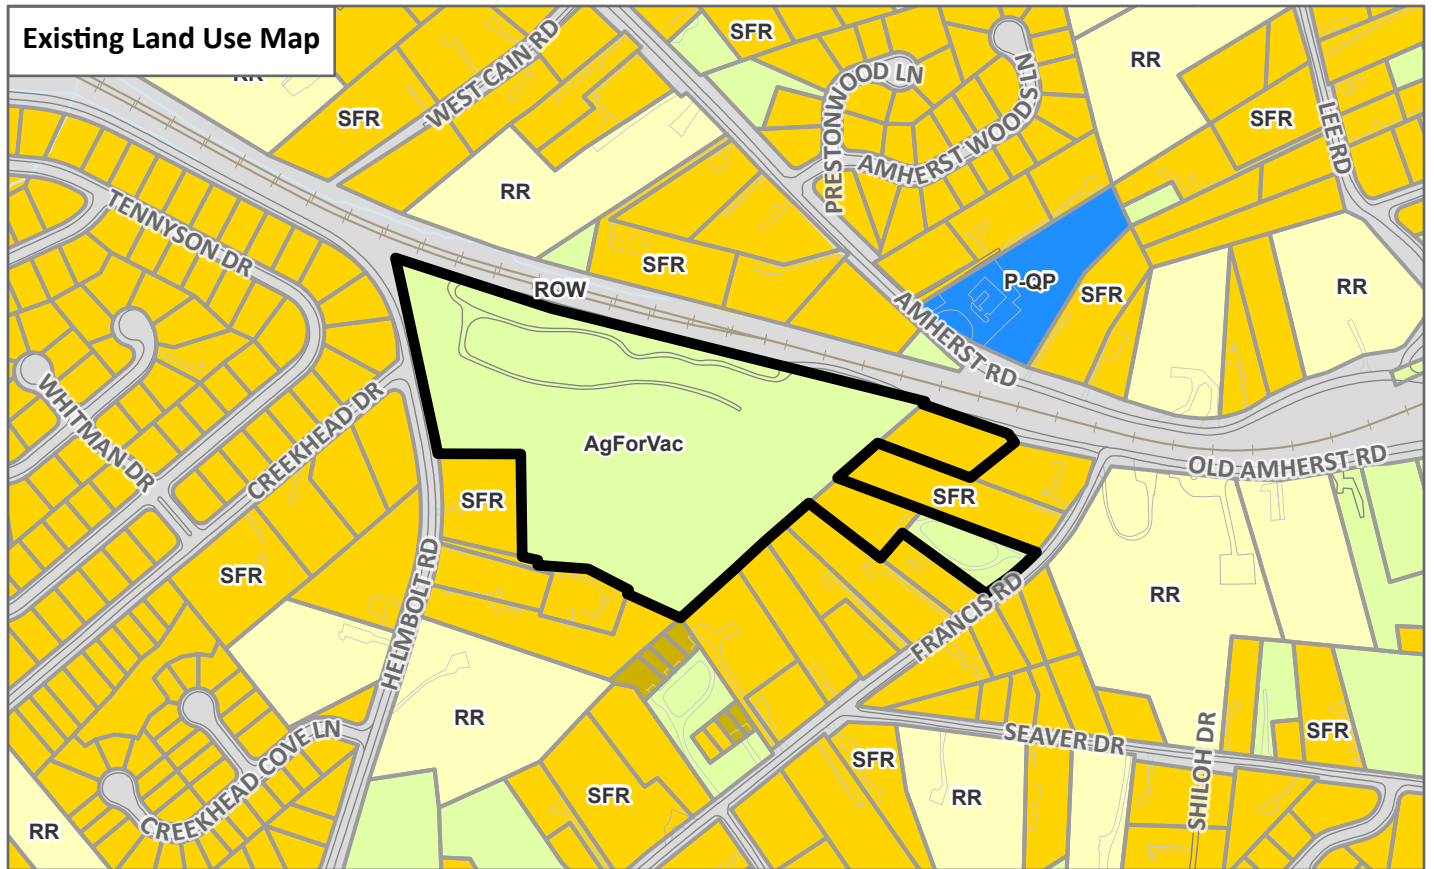 Existing Land Use Map
RR
SFR
WEST CAIN RD
SFR
PRESTONWOOD LN
AMHERST WOODS LN
RR
SFR
LEE RD
TENNYSON DR
RR
SFR
ROW
P-QP
SFR
RR
AMHERST RD
WHITMAN DR
CREEKHEAD DR
AgForVac
SFR
SFR
OLD AMHERST RD
SFR
HELMBOLT RD
FRANCIS RD
RR
RR
CREEKHEAD COVE LN
SEAVER DR
SHILOH DR
SFR
SFR
SFR
RR
RR